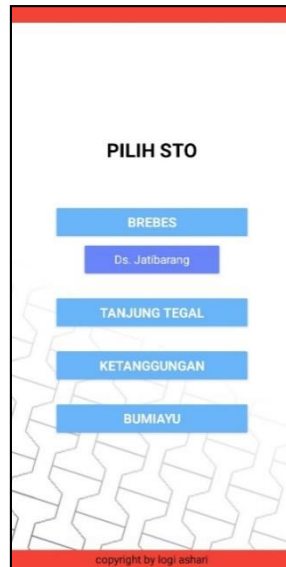 PILIH STO
BREBES
Ds. Jatibarang
TANJUNG TEGAL
KETANGGUNGAN
BUMIAYU
copyright by logi ashari